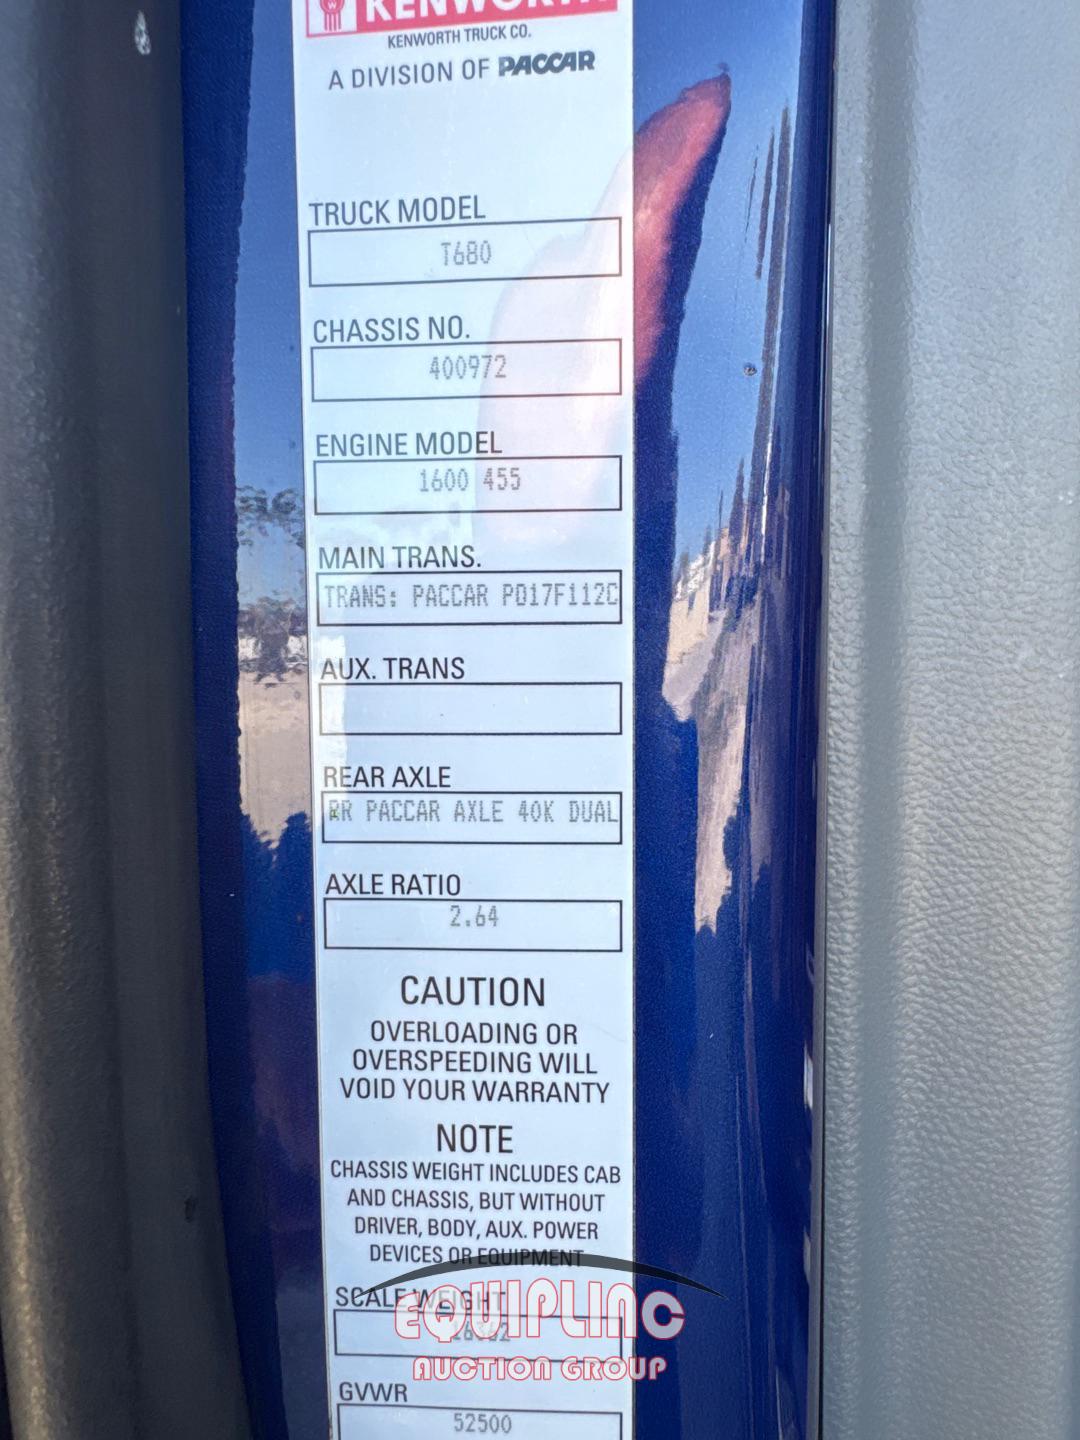 KENWORTH
KENWORTH TRUCK CO.
A DIVISION OF PACCAR
TRUCK MODEL
T680
CHASSIS NO.
400972
ENGINE MODEL
1600 455
MAIN TRANS.
TRANS: PACCAR PO17F112C
AUX. TRANS
REAR AXLE
RR PACCAR AXLE 40K DUAL
AXLE RATIO
2.64
CAUTION
OVERLOADING OR
OVERSPEEDING WILL
VOID YOUR WARRANTY
NOTE
CHASSIS WEIGHT INCLUDES CAB
AND CHASSIS, BUT WITHOUT
DRIVER, BODY, AUX. POWER
DEVICES OR EQUIPMENT
SCALE WEIGHT
EQUIPLINC
AUCTION GROUP
GVWR
52500